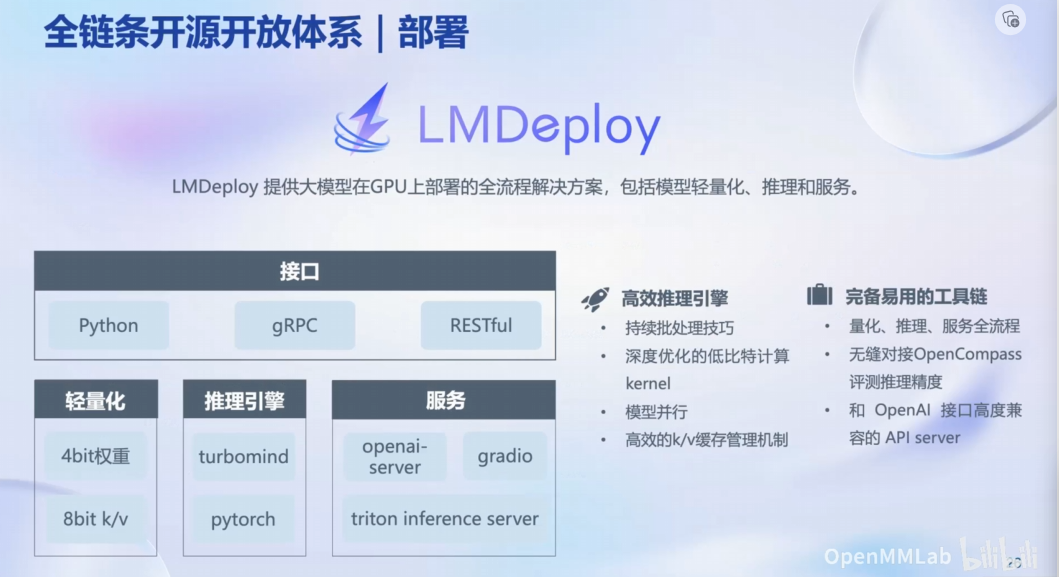 全链条开源开放体系｜部署
LMDeploy
LMDeploy 提供大模型在GPU上部署的全流程解决方案，包括模型轻量化、推理和服务。
接口
Python
gRPC
RESTful
轻量化
4bit权重
8bit k/v
推理引擎
turbomind
pytorch
服务
openai-
server
gradio
triton inference server
高效推理引擎
• 持续批处理技巧
• 深度优化的低比特计算
kernel
• 模型并行
• 高效的k/v缓存管理机制
完备易用的工具链
• 量化、推理、服务全流程
• 无缝对接OpenCompass
评测推理精度
• 和 OpenAI 接口高度兼
容的 API server
OpenMMLab bilibili